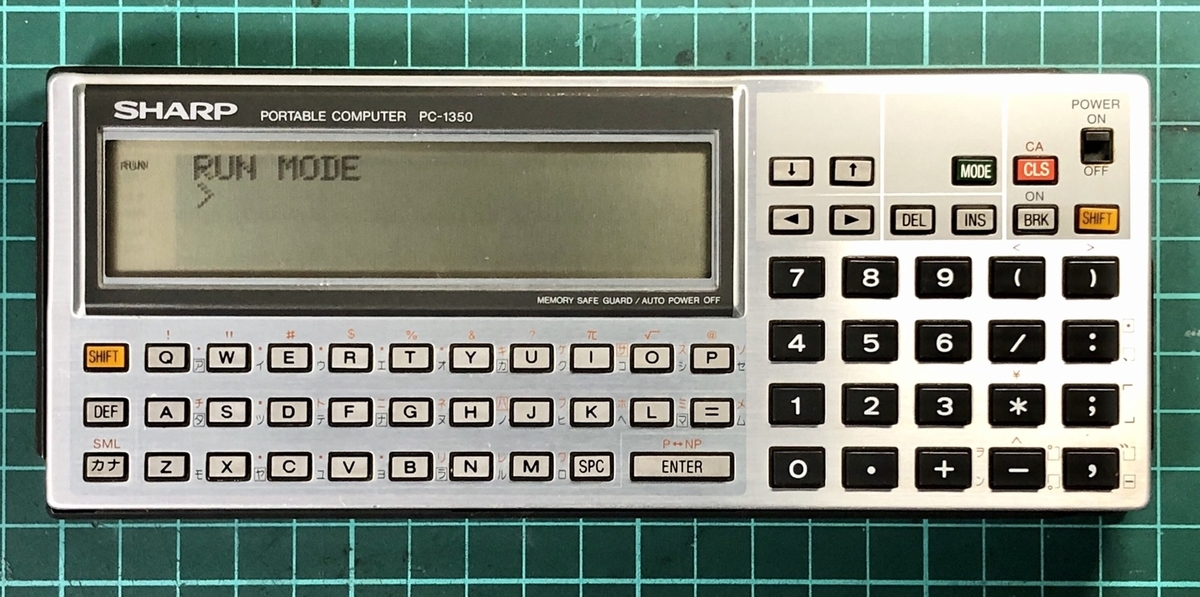 SHARP PORTABLE COMPUTER PC-1350
RUN RUN MODE
>
MEMORY SAFE GUARD / AUTO POWER OFF
POWER
ON
CA
↓ ↑ MODE CLS
OFF
ON
◄ ► DEL INS BRK SHIFT
< >
7 8 9 ( )
4 5 6 / :
¥
1 2 3 * ;
^
0 . + - ,
! " # $ % & ? π √ @
SHIFT Q W E R T Y U I O P
DEF A S D F G H J K L =
SML P↔NP
カナ Z X C V B N M SPC ENTER